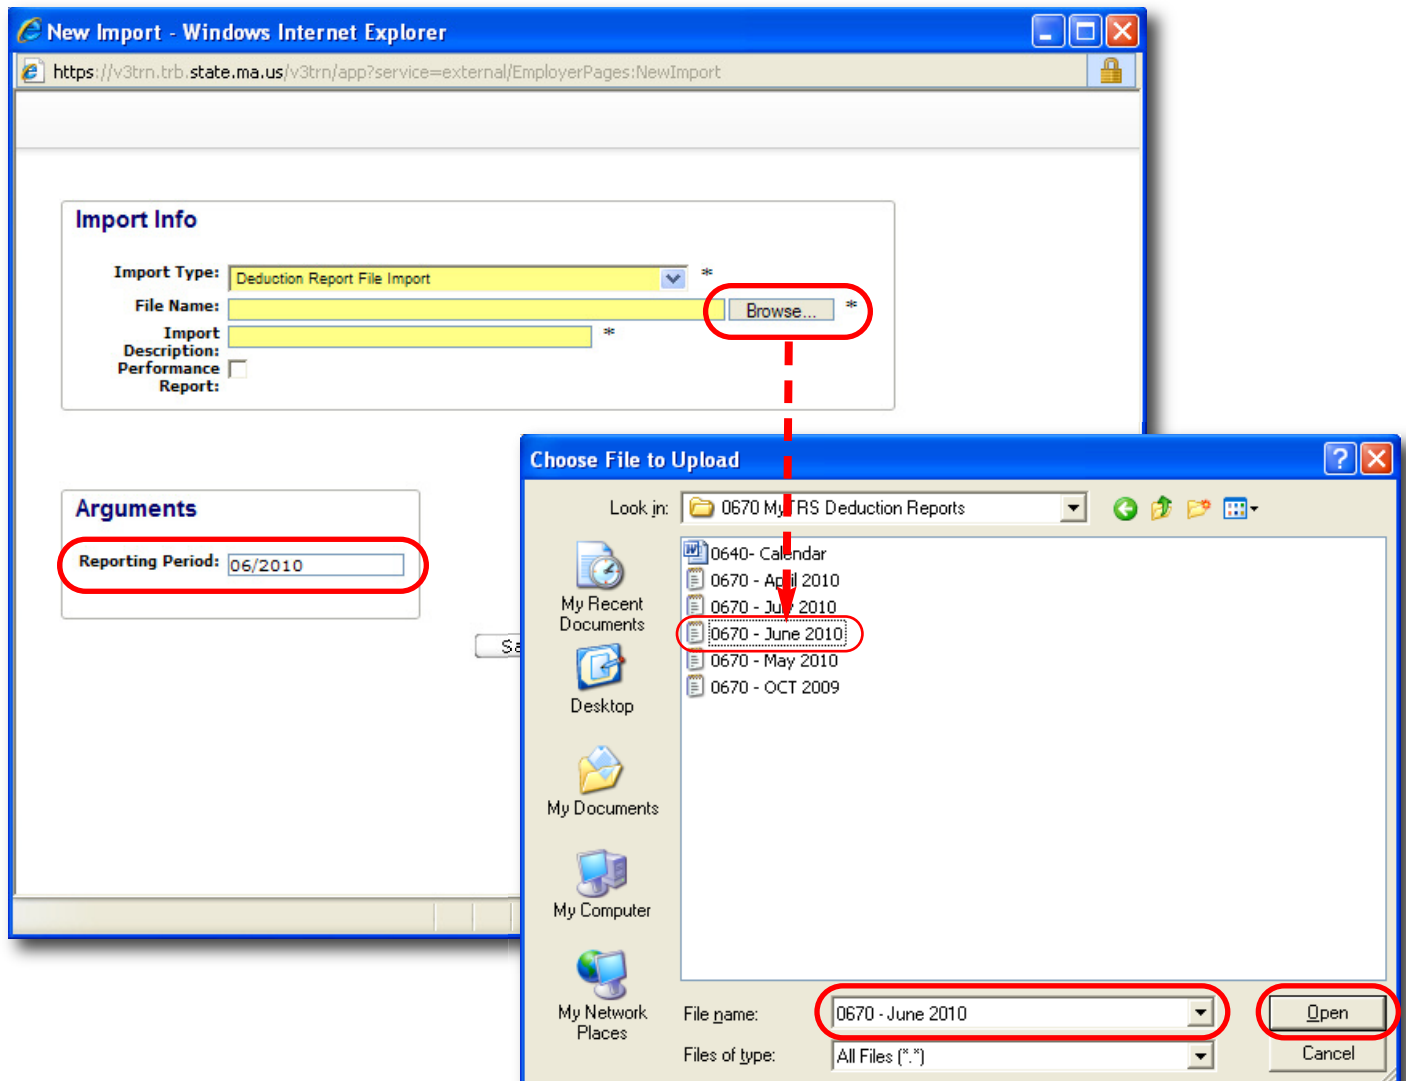 New Import - Windows Internet Explorer
https://v3trn.trb.state.ma.us/v3trn/app?service=external/EmployerPages:NewImport
Import Info
Import Type: Deduction Report File Import *
File Name: Browse... *
Import Description: *
Performance Report:
Arguments
Reporting Period: 06/2010
Sa
Choose File to Upload
Look in: 0670 MyTRS Deduction Reports
My Recent Documents
Desktop
My Documents
My Computer
My Network Places
0640- Calendar
0670 - April 2010
0670 - July 2010
0670 - June 2010
0670 - May 2010
0670 - OCT 2009
File name: 0670 - June 2010 Open
Files of type: All Files (*.*) Cancel